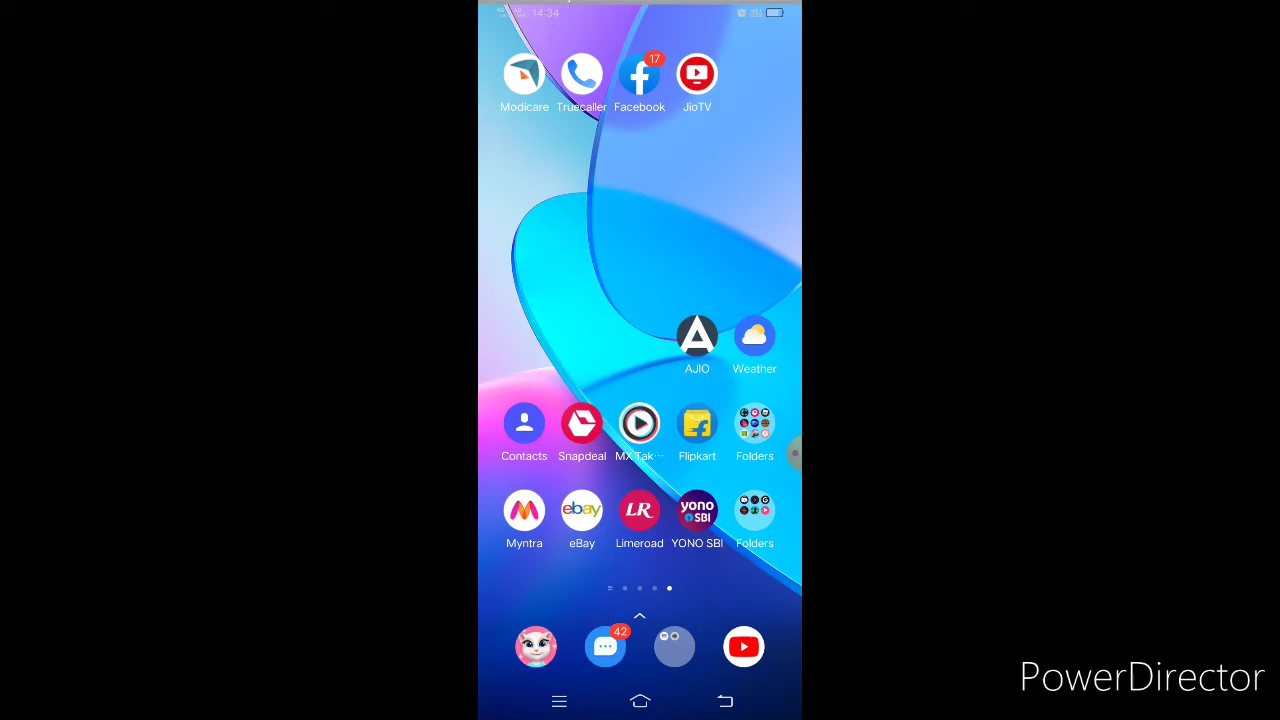 14:34
17
Modicare Truecaller Facebook JioTV
AJIO Weather
Contacts Snapdeal MX Tak··· Flipkart Folders
ebay LR yono SBI
Myntra eBay Limeroad YONO SBI Folders
42
PowerDirector